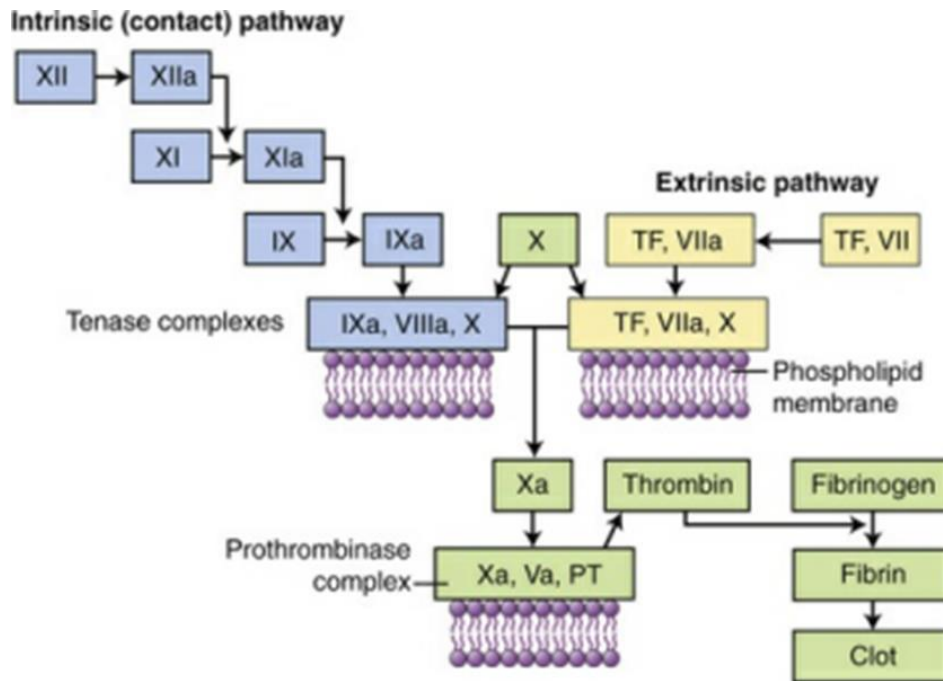 Intrinsic (contact) pathway
XII
XIIa
XI
XIa
Extrinsic pathway
IX
IXa
X
TF, VIIa
TF, VII
Tenase complexes
IXa, VIIIa, X
TF, VIIa, X
Phospholipid
membrane
Xa
Thrombin
Fibrinogen
Prothrombinase
complex
Xa, Va, PT
Fibrin
Clot